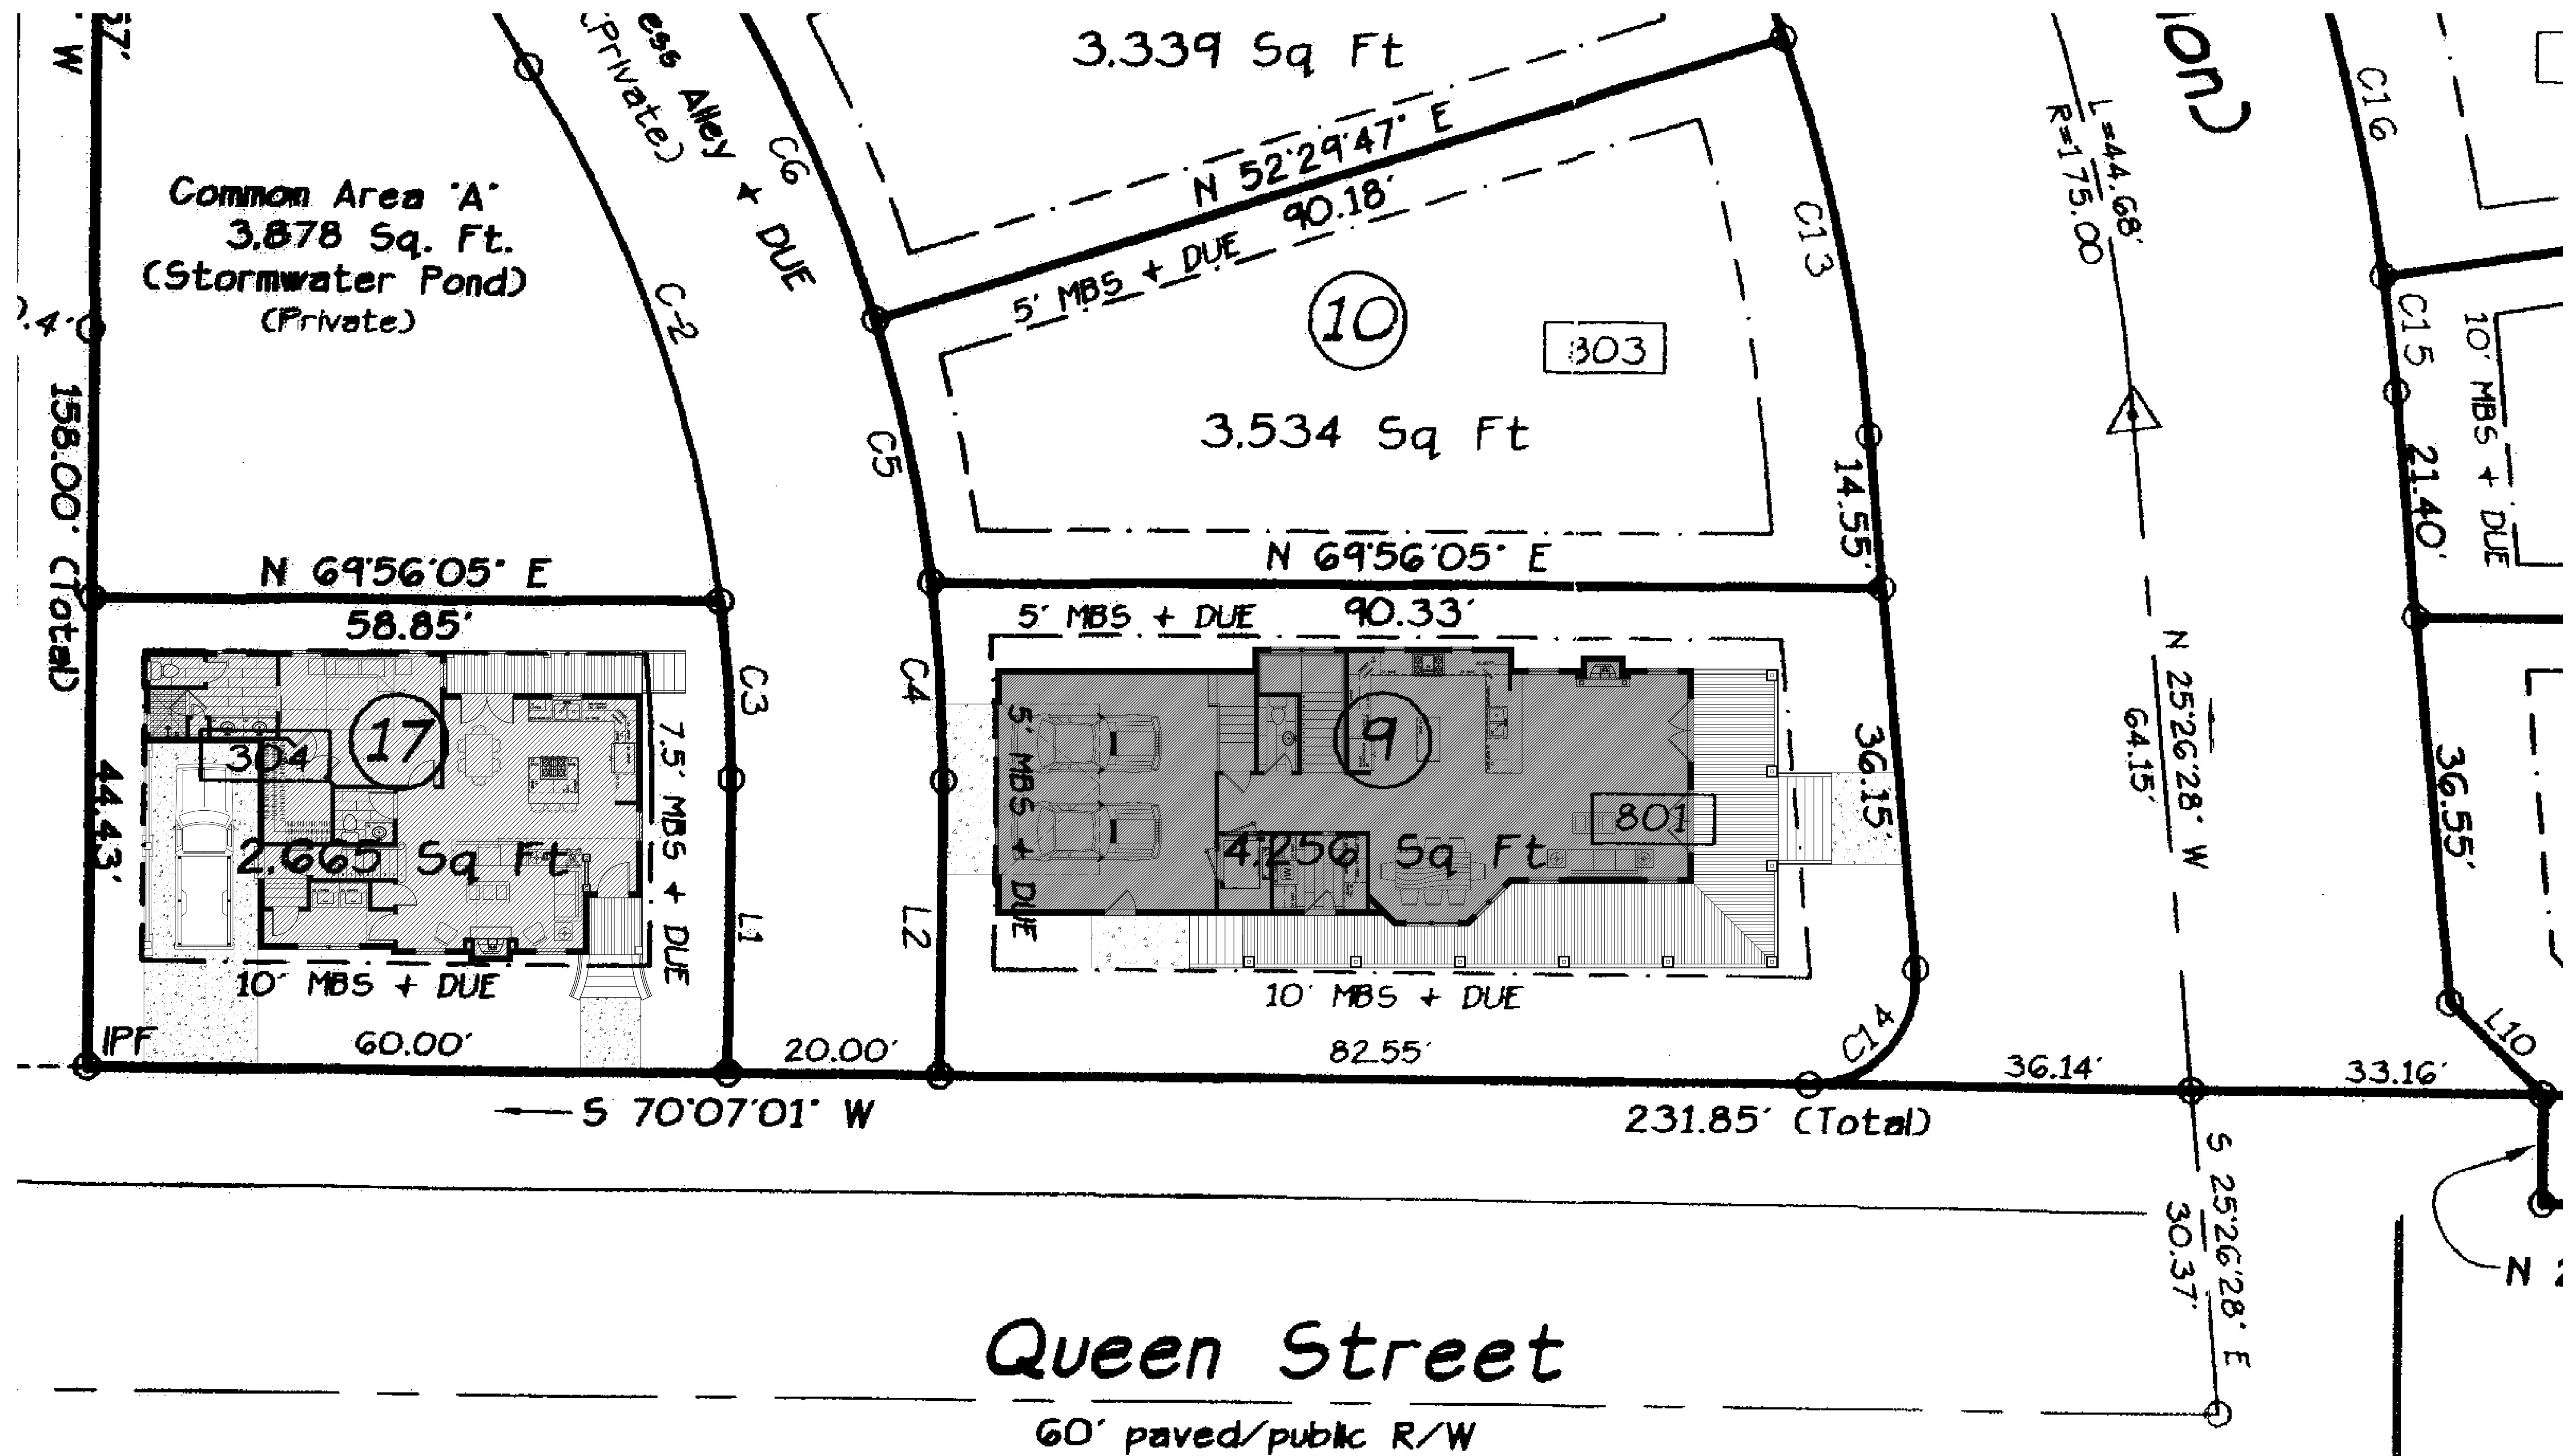 57'
W
ess Alley
+ DUE
(Private)
3,339 Sq Ft
ion)
C16
L=44.68'
R=175.00
C6
N 52°29'47" E
90.18'
5' MBS + DUE
C13
Common Area "A"
3,878 Sq. Ft.
(Stormwater Pond)
(Private)
C-2
10
803
3,534 Sq Ft
C15
10' MBS + DUE
C5
14.55'
21.40'
158.00' (Total)
N 69°56'05" E
58.85'
N 69°56'05" E
5' MBS + DUE
90.33'
N 25°26'28" W
64.15'
C3
C4
17
304
2,665 Sq Ft
7.5' MBS + DUE
44.43'
L1
L2
5' MBS + DUE
9
801
4,256 Sq Ft
36.15'
36.55'
10' MBS + DUE
10' MBS + DUE
C14
L10
IPF
60.00'
20.00'
82.55'
36.14'
33.16'
S 70°07'01" W
231.85' (Total)
S 25°26'28" E
30.37'
N 2
Queen Street
60' paved/public R/W